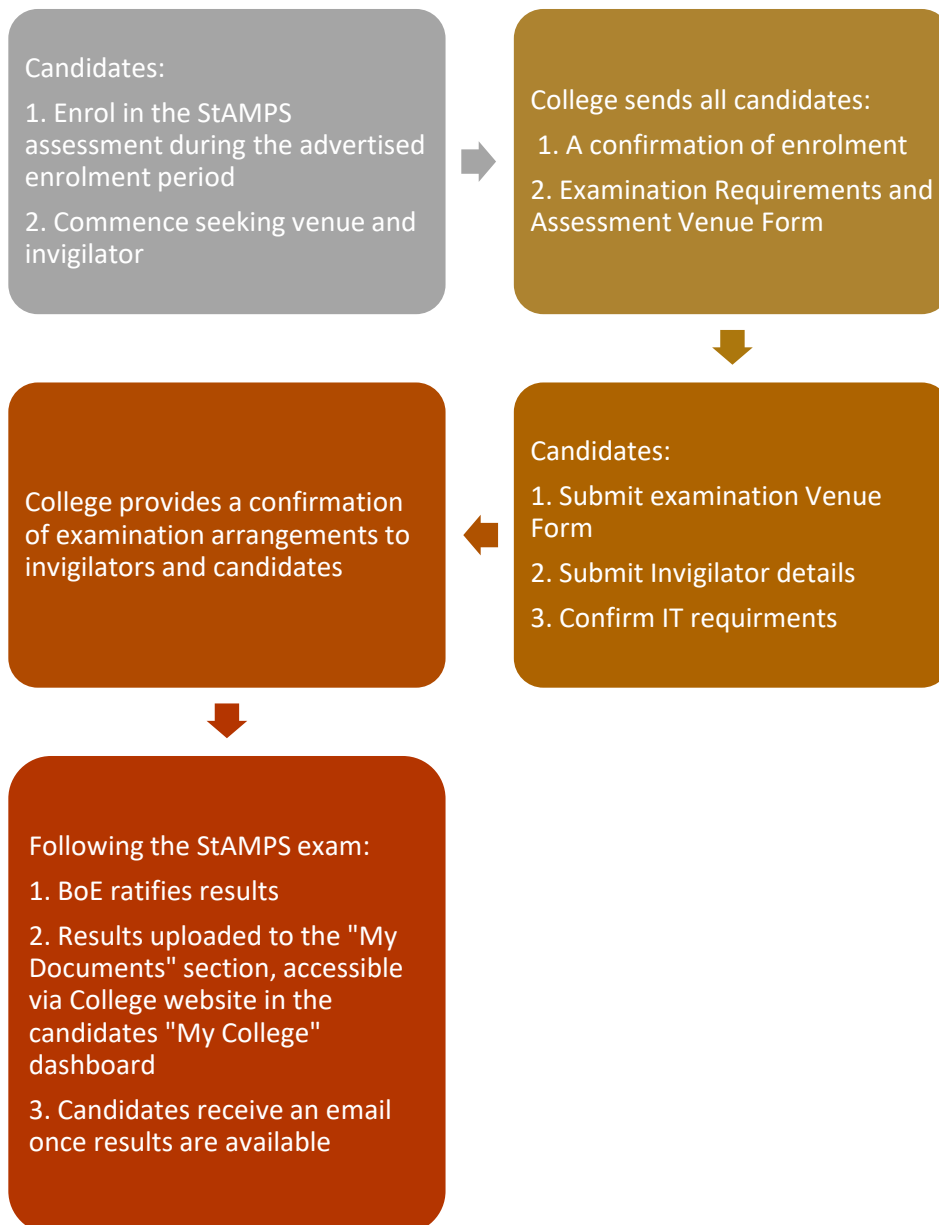 Candidates:
1. Enrol in the StAMPS
assessment during the advertised
enrolment period
2. Commence seeking venue and
invigilator
College sends all candidates:
1. A confirmation of enrolment
2. Examination Requirements and
Assessment Venue Form
Candidates:
1. Submit examination Venue
Form
2. Submit Invigilator details
3. Confirm IT requirments
College provides a confirmation
of examination arrangements to
invigilators and candidates
Following the StAMPS exam:
1. BoE ratifies results
2. Results uploaded to the "My
Documents" section, accessible
via College website in the
candidates "My College"
dashboard
3. Candidates receive an email
once results are available